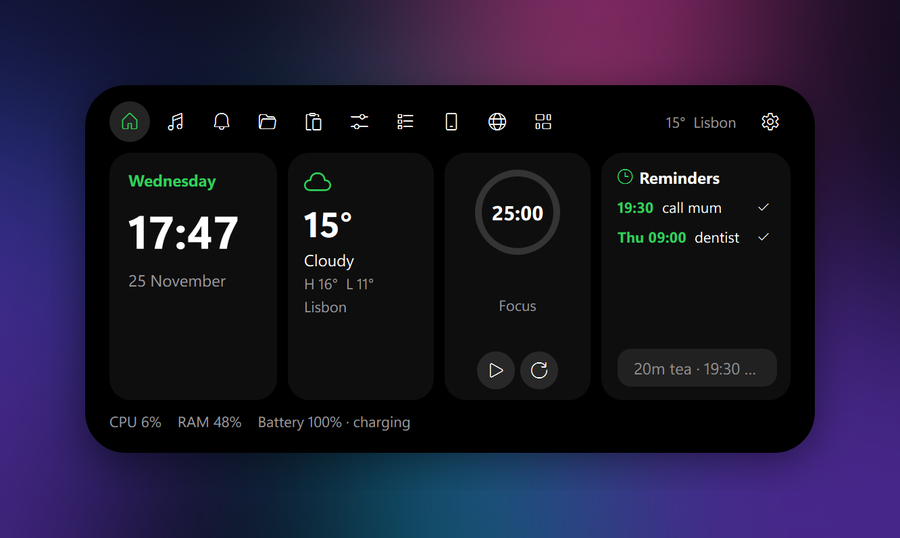 15° Lisbon
Wednesday
17:47
25 November
15°
Cloudy
H 16° L 11°
Lisbon
25:00
Focus
Reminders
19:30 call mum
Thu 09:00 dentist
20m tea · 19:30 ...
CPU 6% RAM 48% Battery 100% · charging